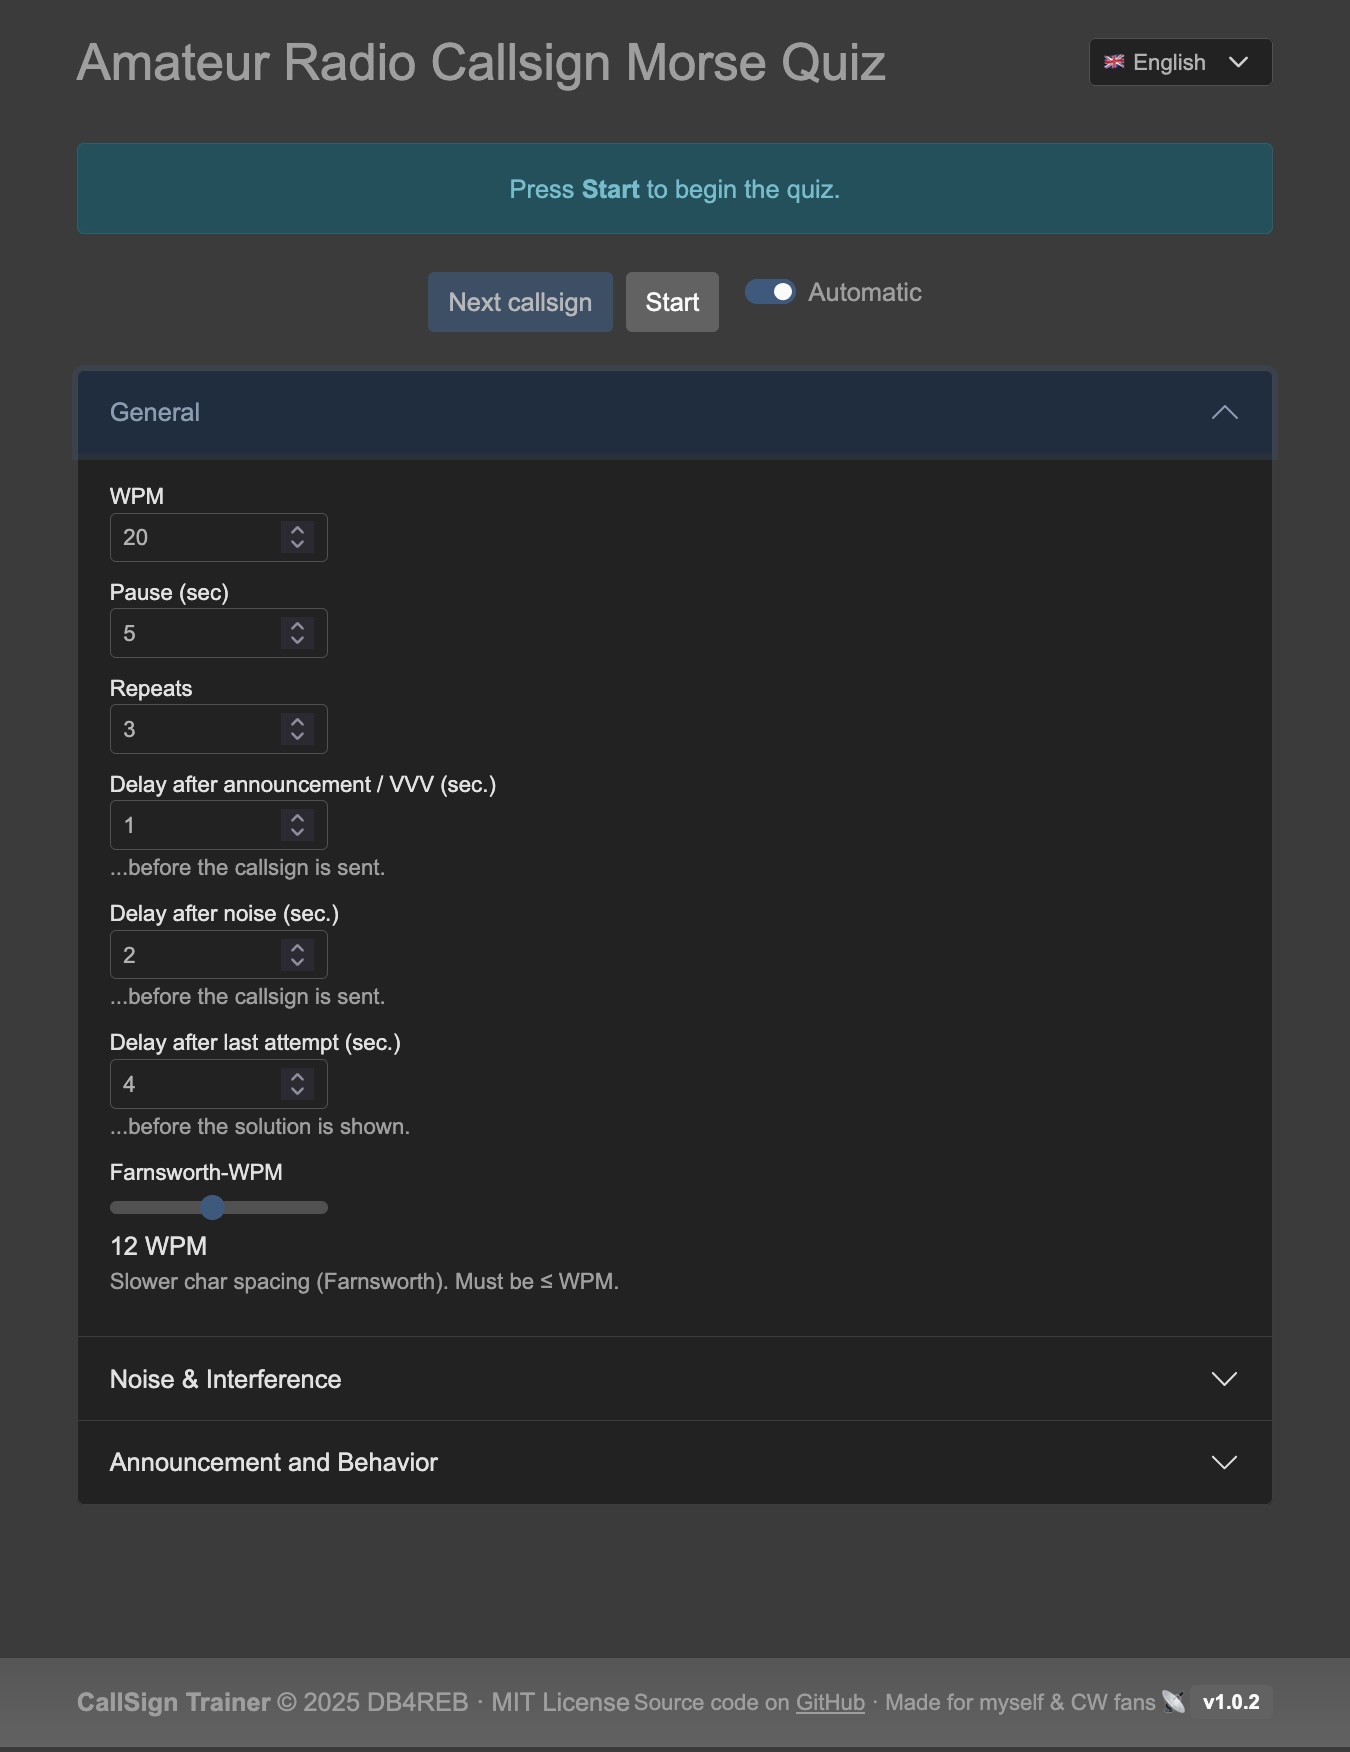 Amateur Radio Callsign Morse Quiz
English
Press Start to begin the quiz.
Next callsign
Start
Automatic
General
WPM
20
Pause (sec)
5
Repeats
3
Delay after announcement / VVV (sec.)
1
...before the callsign is sent.
Delay after noise (sec.)
2
...before the callsign is sent.
Delay after last attempt (sec.)
4
...before the solution is shown.
Farnsworth-WPM
12 WPM
Slower char spacing (Farnsworth). Must be ≤ WPM.
Noise & Interference
Announcement and Behavior
CallSign Trainer © 2025 DB4REB · MIT License Source code on GitHub · Made for myself & CW fans 📡 v1.0.2